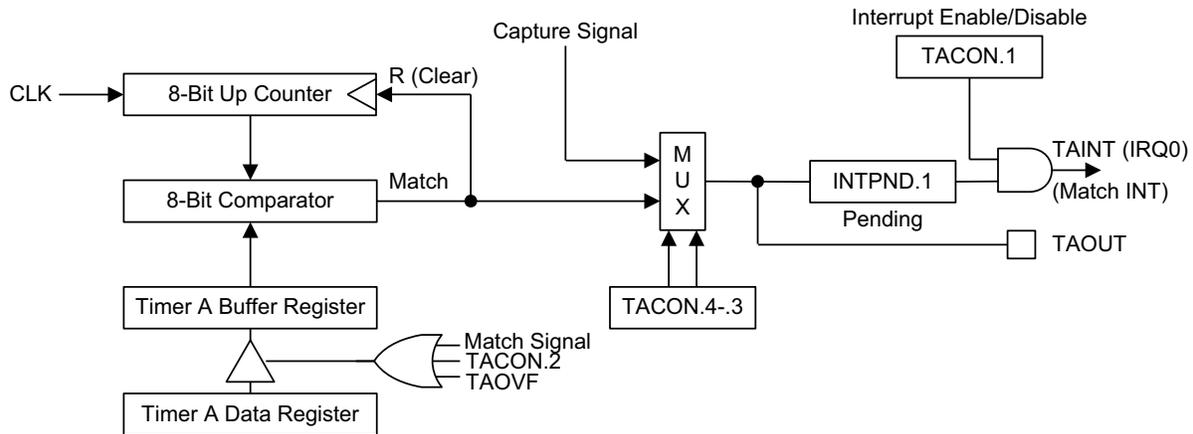 Interrupt Enable/Disable
Capture Signal
TACON.1
R (Clear)
CLK
8-Bit Up Counter
M
U
X
TAINT (IRQ0)
(Match INT)
Match
8-Bit Comparator
INTPND.1
Pending
TAOUT
Timer A Buffer Register
TACON.4-.3
Match Signal
TACON.2
TAOVF
Timer A Data Register